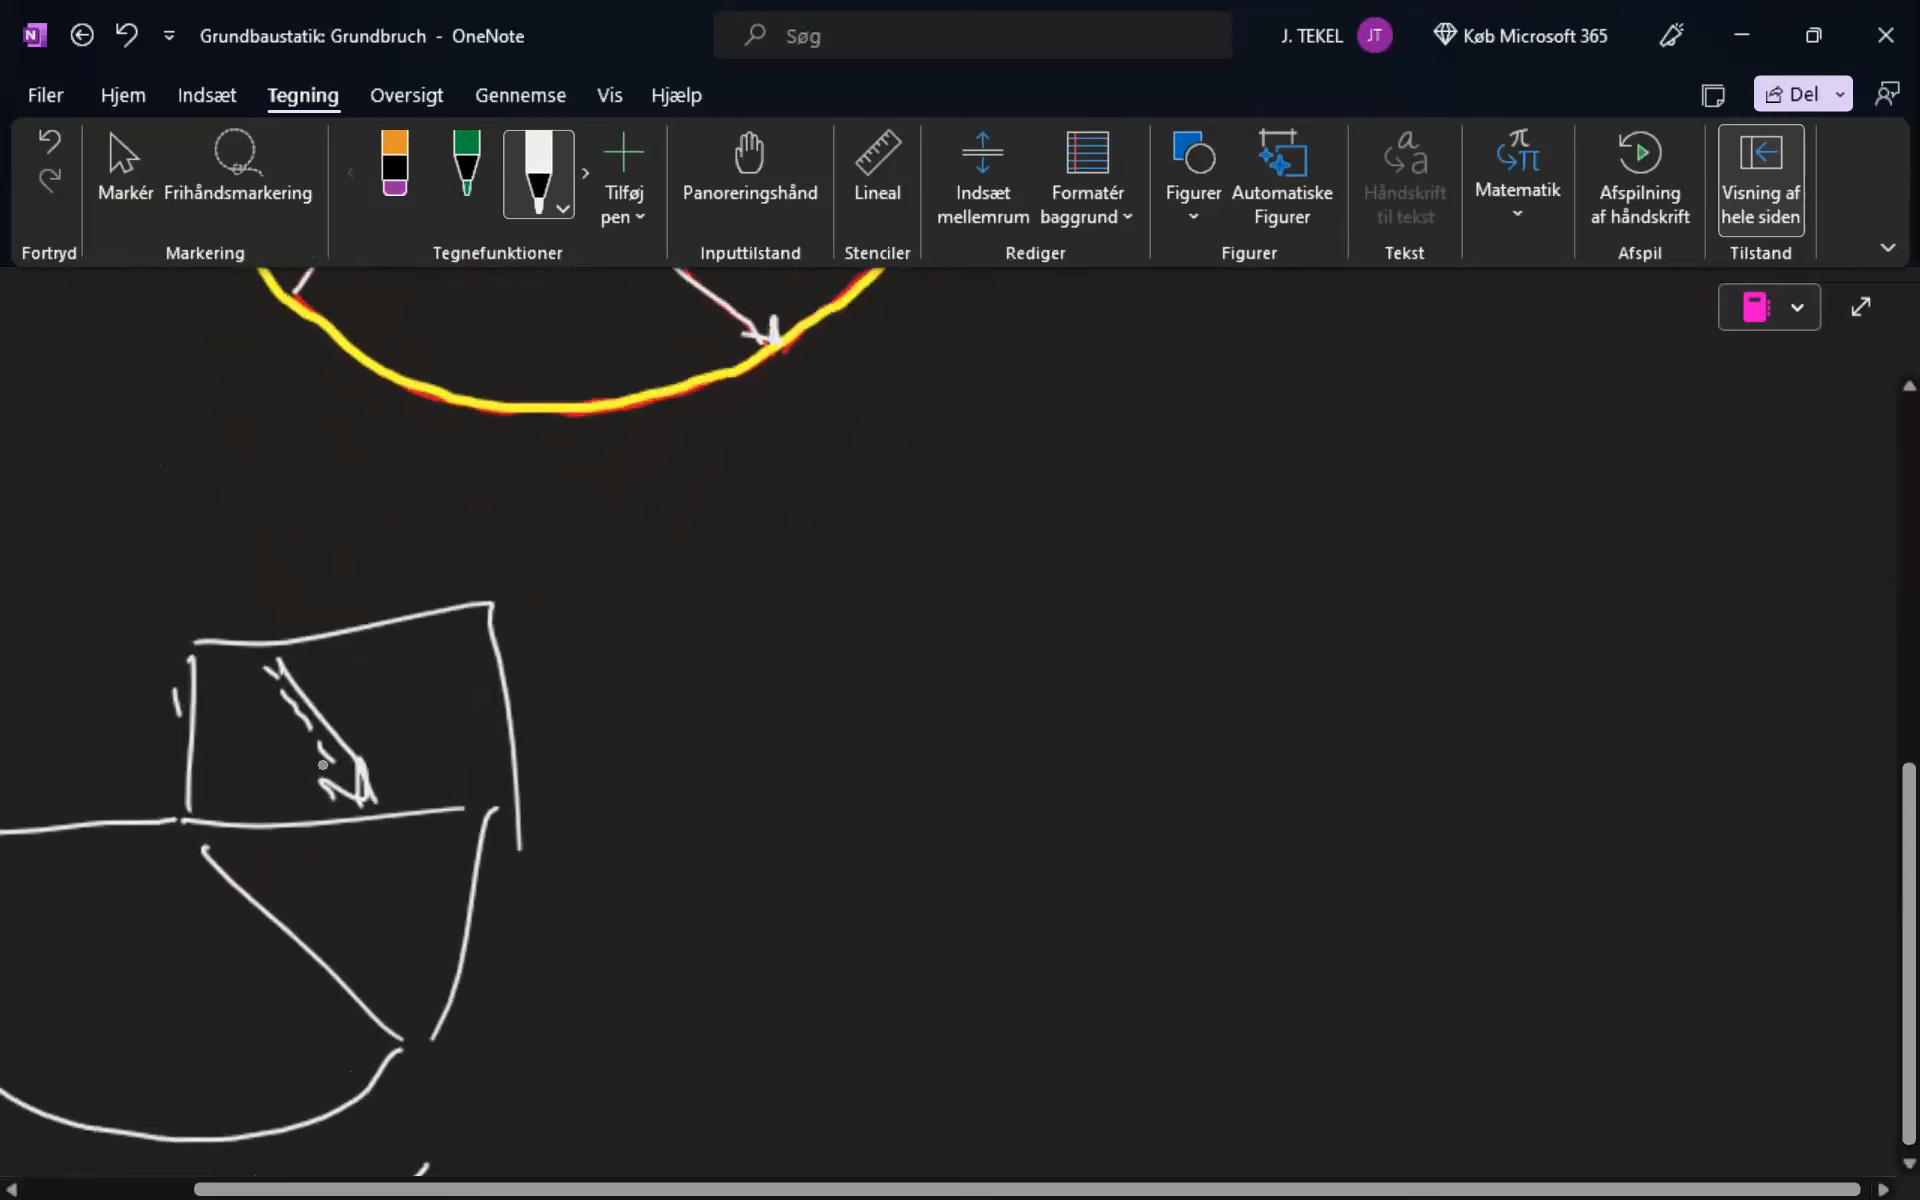 Grundbaustatik: Grundbruch - OneNote
Søg
J. TEKEL JT
Køb Microsoft 365
Filer Hjem Indsæt Tegning Oversigt Gennemse Vis Hjælp
Del
Markér Frihåndsmarkering
Tilføj pen
Panoreringshånd
Lineal
Indsæt mellemrum
Formatér baggrund
Figurer
Automatiske Figurer
Håndskrift til tekst
Matematik
Afspilning af håndskrift
Visning af hele siden
Fortryd Markering Tegnefunktioner Inputtilstand Stenciler Rediger Figurer Tekst Afspil Tilstand